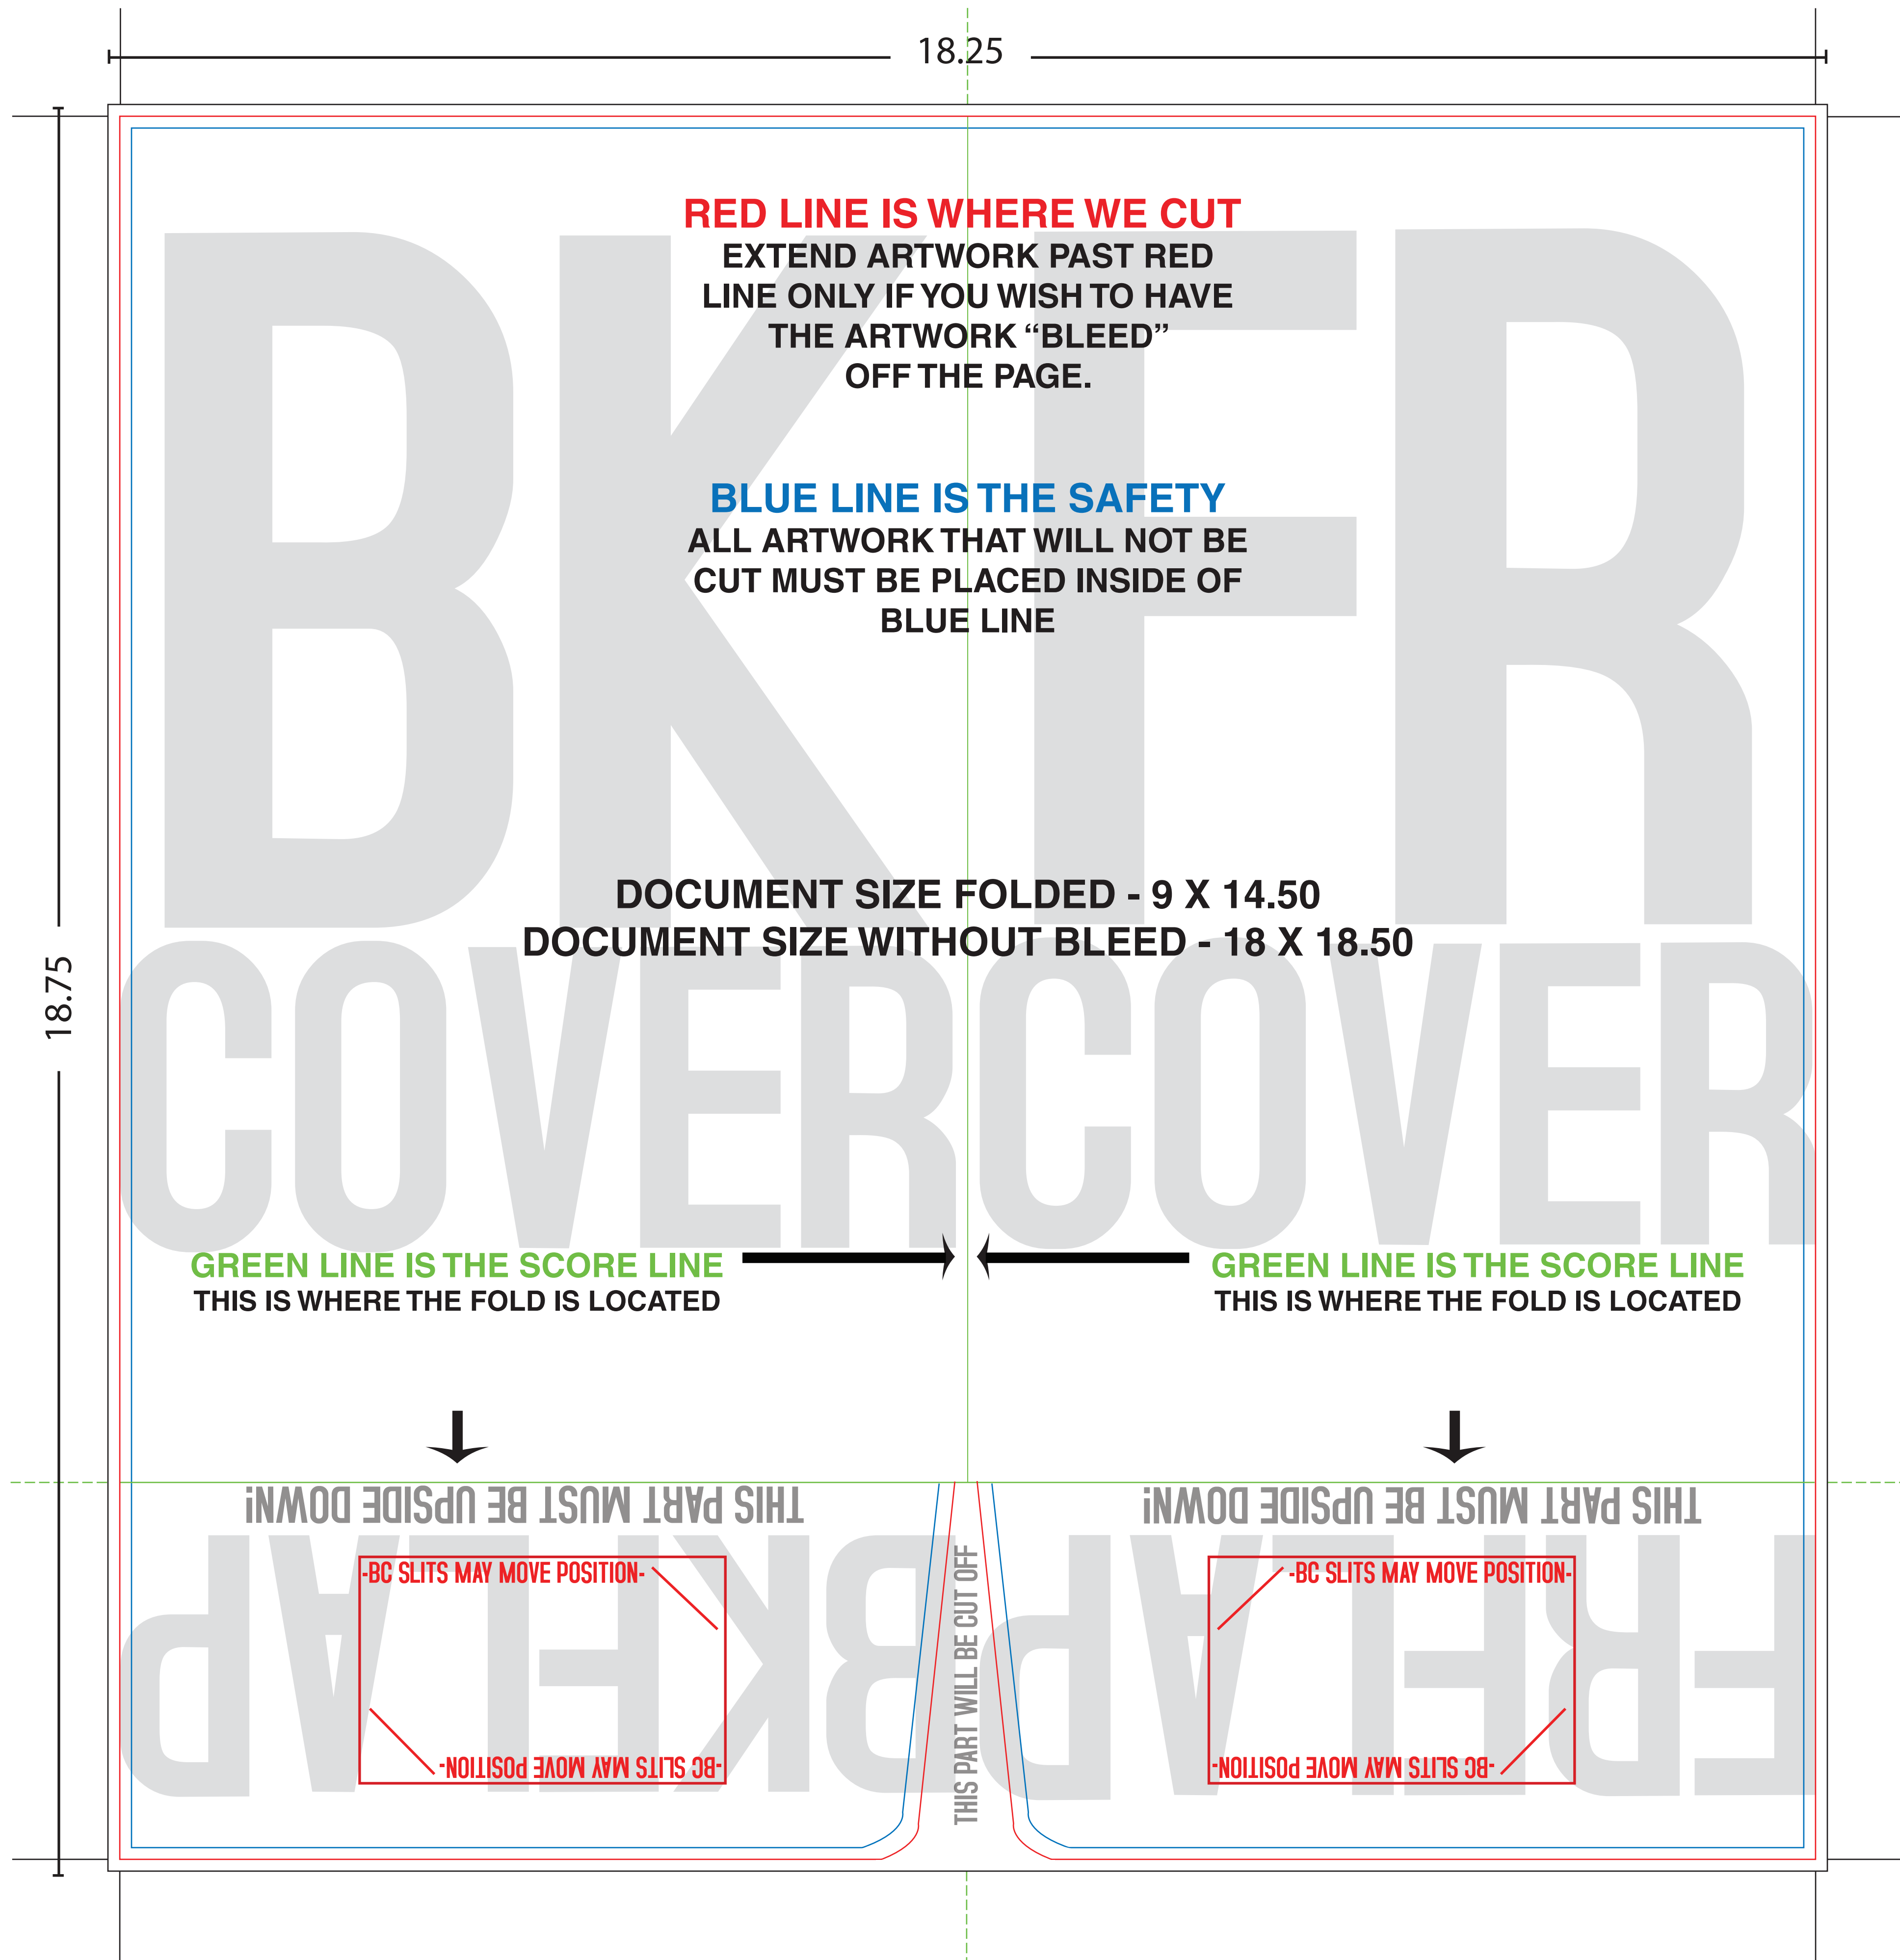 18.25
18.75
RED LINE IS WHERE WE CUT
EXTEND ARTWORK PAST RED
LINE ONLY IF YOU WISH TO HAVE
THE ARTWORK “BLEED”
OFF THE PAGE.
BK FR
BLUE LINE IS THE SAFETY
ALL ARTWORK THAT WILL NOT BE
CUT MUST BE PLACED INSIDE OF
BLUE LINE
DOCUMENT SIZE FOLDED - 9 X 14.50
DOCUMENT SIZE WITHOUT BLEED - 18 X 18.50
COVER COVER
GREEN LINE IS THE SCORE LINE
THIS IS WHERE THE FOLD IS LOCATED
GREEN LINE IS THE SCORE LINE
THIS IS WHERE THE FOLD IS LOCATED
THIS PART MUST BE UPSIDE DOWN!
THIS PART MUST BE UPSIDE DOWN!
BK FLAP
-BC SLITS MAY MOVE POSITION-
-BC SLITS MAY MOVE POSITION-
THIS PART WILL BE CUT OFF
FR FLAP
-BC SLITS MAY MOVE POSITION-
-BC SLITS MAY MOVE POSITION-